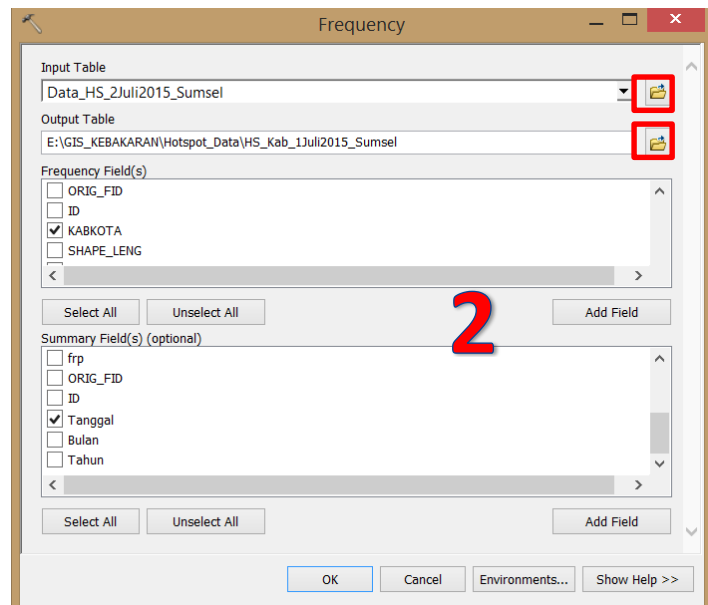 Frequency
Input Table
Data_HS_2Juli2015_Sumsel
Output Table
E:\GIS_KEBAKARAN\Hotspot_Data\HS_Kab_1Juli2015_Sumsel
Frequency Field(s)
ORIG_FID
ID
KABKOTA
SHAPE_LENG
Select All Unselect All Add Field
2
Summary Field(s) (optional)
frp
ORIG_FID
ID
Tanggal
Bulan
Tahun
Select All Unselect All Add Field
OK Cancel Environments... Show Help >>